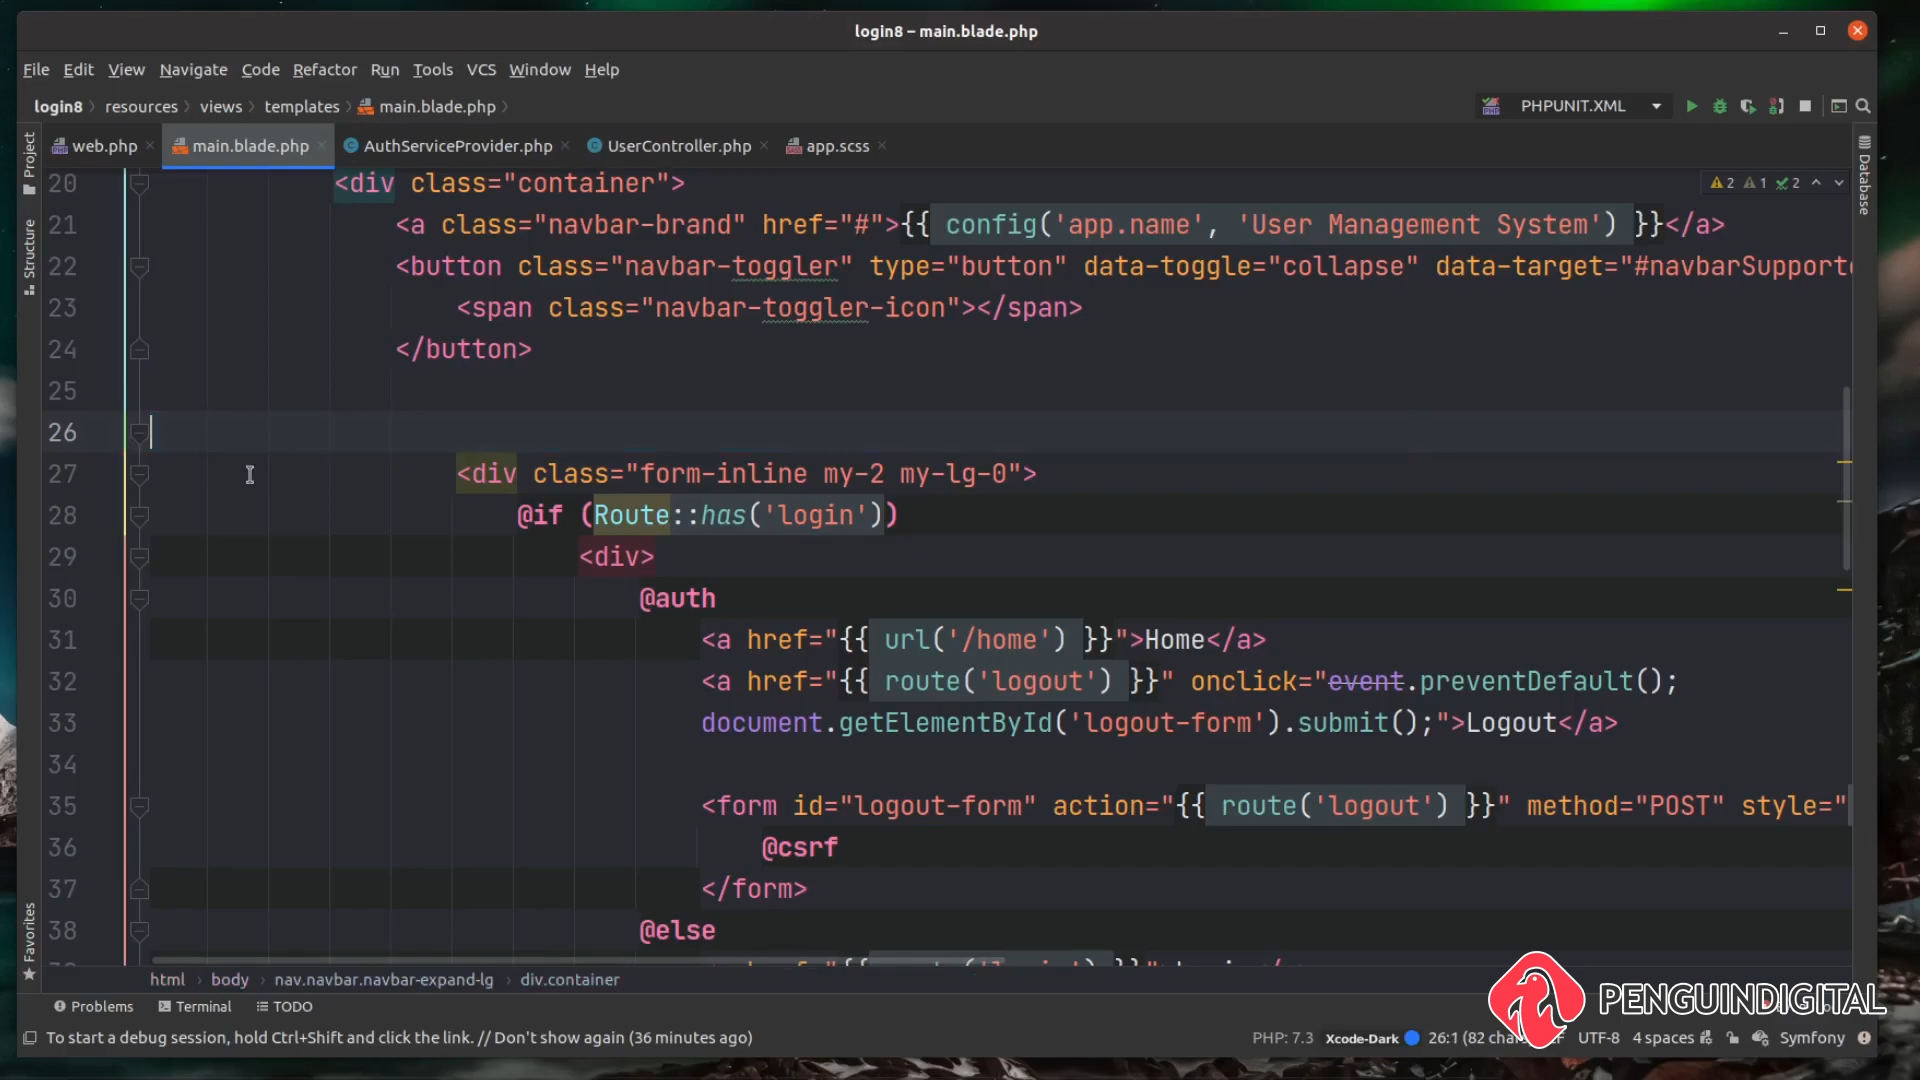 login8 – main.blade.php
File Edit View Navigate Code Refactor Run Tools VCS Window Help
login8 resources views templates main.blade.php
PHPUNIT.XML
web.php main.blade.php AuthServiceProvider.php UserController.php app.scss
Project
Structure
Favorites
Database
2 1 2
20 <div class="container">
21 <a class="navbar-brand" href="#">{{ config('app.name', 'User Management System') }}</a>
22 <button class="navbar-toggler" type="button" data-toggle="collapse" data-target="#navbarSupporte
23 <span class="navbar-toggler-icon"></span>
24 </button>
25
26
27 <div class="form-inline my-2 my-lg-0">
28 @if (Route::has('login'))
29 <div>
30 @auth
31 <a href="{{ url('/home') }}">Home</a>
32 <a href="{{ route('logout') }}" onclick="event.preventDefault();
33 document.getElementById('logout-form').submit();">Logout</a>
34
35 <form id="logout-form" action="{{ route('logout') }}" method="POST" style="
36 @csrf
37 </form>
38 @else
html body nav.navbar.navbar-expand-lg div.container
Problems Terminal TODO
PENGUINDIGITAL
To start a debug session, hold Ctrl+Shift and click the link. // Don't show again (36 minutes ago)
PHP: 7.3 Xcode-Dark 26:1 (82 UTF-8 4 spaces Symfony